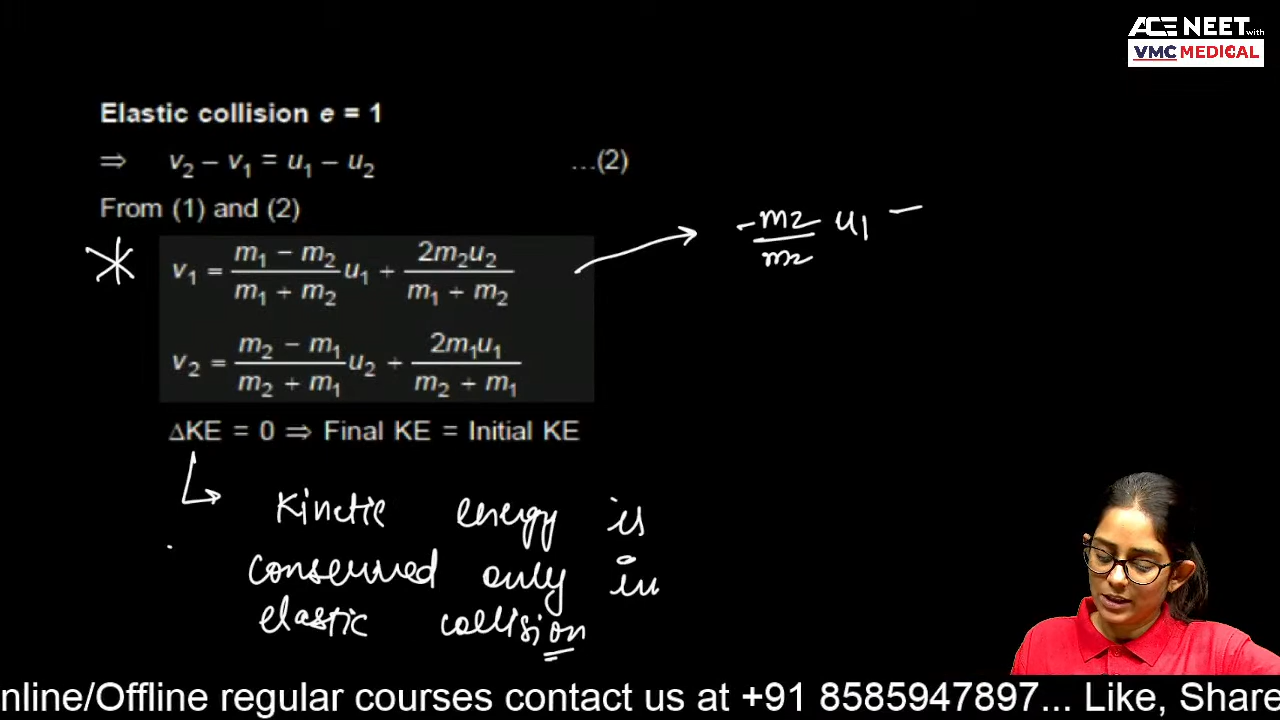 ACE NEET with
VMC MEDICAL
Elastic collision e = 1
⇒ v₂ – v₁ = u₁ – u₂ ...(2)
From (1) and (2)
v₁ = (m₁ – m₂)/(m₁ + m₂) u₁ + 2m₂u₂/(m₁ + m₂)
-m2/m2 u1 –
v₂ = (m₂ – m₁)/(m₂ + m₁) u₂ + 2m₁u₁/(m₂ + m₁)
ΔKE = 0 ⇒ Final KE = Initial KE
Kinetic energy is
conserved only in
elastic collision
nline/Offline regular courses contact us at +91 8585947897... Like, Share